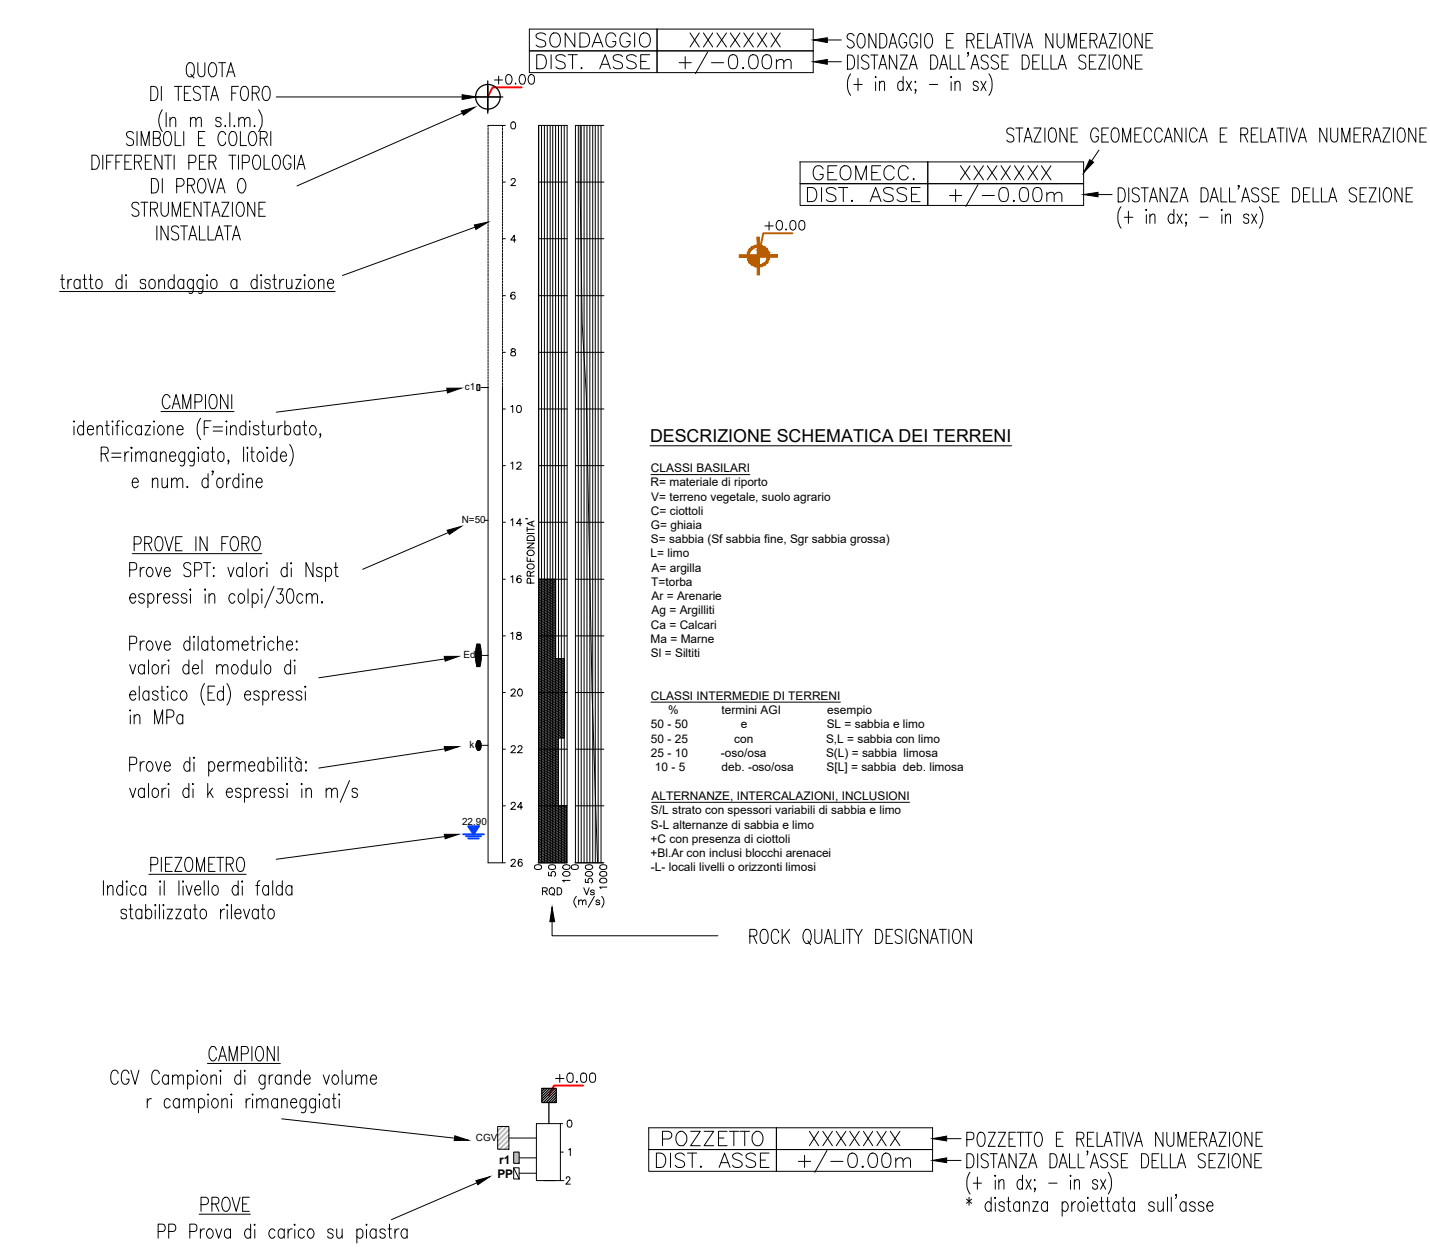 SONDAGGIO XXXXXXX
DIST. ASSE +/-0.00m
SONDAGGIO E RELATIVA NUMERAZIONE
DISTANZA DALL'ASSE DELLA SEZIONE
(+ in dx; - in sx)
QUOTA
DI TESTA FORO
(In m s.l.m.)
SIMBOLI E COLORI
DIFFERENTI PER TIPOLOGIA
DI PROVA O
STRUMENTAZIONE
INSTALLATA
+0.00
tratto di sondaggio a distruzione
STAZIONE GEOMECCANICA E RELATIVA NUMERAZIONE
GEOMECC. XXXXXXX
DIST. ASSE +/-0.00m
DISTANZA DALL'ASSE DELLA SEZIONE
(+ in dx; - in sx)
+0.00
CAMPIONI
identificazione (F=indisturbato,
R=rimaneggiato, litoide)
e num. d'ordine
PROVE IN FORO
Prove SPT: valori di Nspt
espressi in colpi/30cm.
Prove dilatometriche:
valori del modulo di
elastico (Ed) espressi
in MPa
Prove di permeabilità:
valori di k espressi in m/s
PIEZOMETRO
Indica il livello di falda
stabilizzato rilevato
c1
N=50
Ed
k
22.90
0
2
4
6
8
10
12
14
16
18
20
22
24
26
PROFONDITA'
0 50 100
RQD
0 500 1000
Vs
(m/s)
ROCK QUALITY DESIGNATION
DESCRIZIONE SCHEMATICA DEI TERRENI
CLASSI BASILARI
R= materiale di riporto
V= terreno vegetale, suolo agrario
C= ciottoli
G= ghiaia
S= sabbia (Sf sabbia fine, Sgr sabbia grossa)
L= limo
A= argilla
T=torba
Ar = Arenarie
Ag = Argilliti
Ca = Calcari
Ma = Marne
Sl = Siltiti
CLASSI INTERMEDIE DI TERRENI
% termini AGI esempio
50 - 50 e SL = sabbia e limo
50 - 25 con S,L = sabbia con limo
25 - 10 -oso/osa S(L) = sabbia limosa
10 - 5 deb. -oso/osa S[L] = sabbia deb. limosa
ALTERNANZE, INTERCALAZIONI, INCLUSIONI
S/L strato con spessori variabili di sabbia e limo
S-L alternanze di sabbia e limo
+C con presenza di ciottoli
+Bl.Ar con inclusi blocchi arenacei
-L- locali livelli o orizzonti limosi
CAMPIONI
CGV Campioni di grande volume
r campioni rimaneggiati
PROVE
PP Prova di carico su piastra
+0.00
CGV
r1
PP
0
1
2
POZZETTO XXXXXXX
DIST. ASSE +/-0.00m
POZZETTO E RELATIVA NUMERAZIONE
DISTANZA DALL'ASSE DELLA SEZIONE
(+ in dx; - in sx)
* distanza proiettata sull'asse